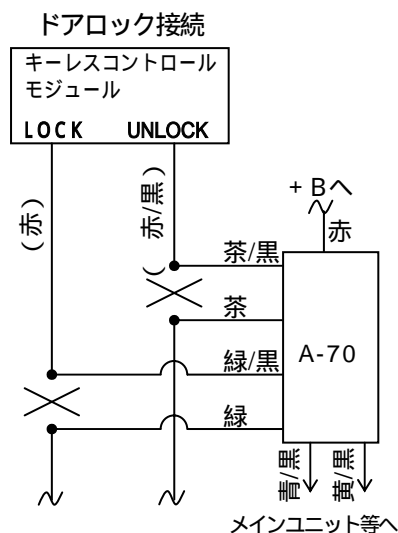 ドアロック接続
キーレスコントロール
モジュール
LOCK UNLOCK
(赤)
(赤/黒)
+Bへ
赤
茶/黒
茶
緑/黒
緑
A-70
青/黒
黄/黒
メインユニット等へ